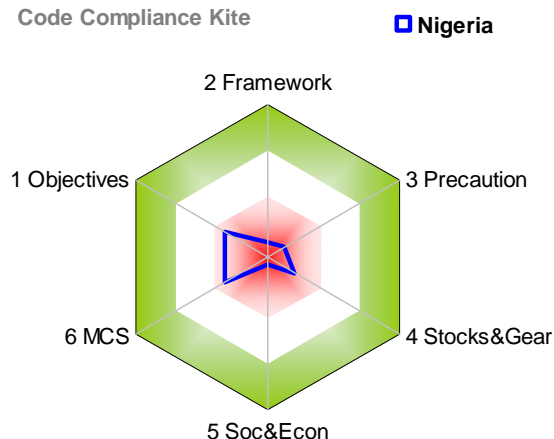 Code Compliance Kite
Nigeria
2 Framework
1 Objectives
3 Precaution
6 MCS
4 Stocks&Gear
5 Soc&Econ